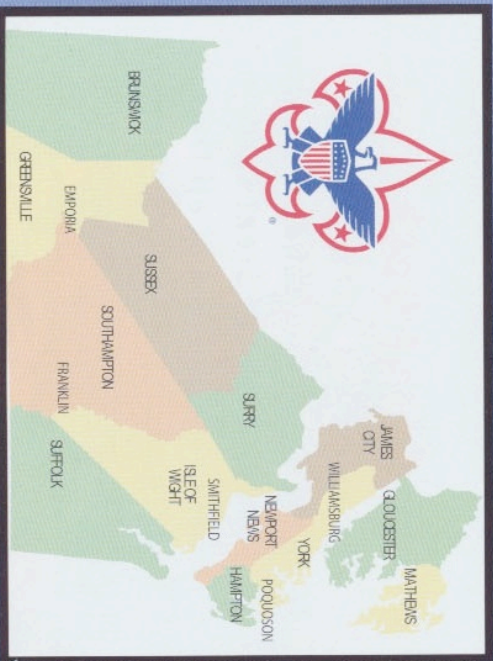 MATHEWS
GLOUCESTER
JAMES
CITY
WILLIAMSBURG
YORK
NEWPORT
NEWS
POQUOSON
®
SURRY
HAMPTON
SMITHFIELD
ISLE OF
WIGHT
SUSSEX
BRUNSWICK
SOUTHAMPTON
EMPORIA
FRANKLIN
SUFFOLK
GREENSVILLE